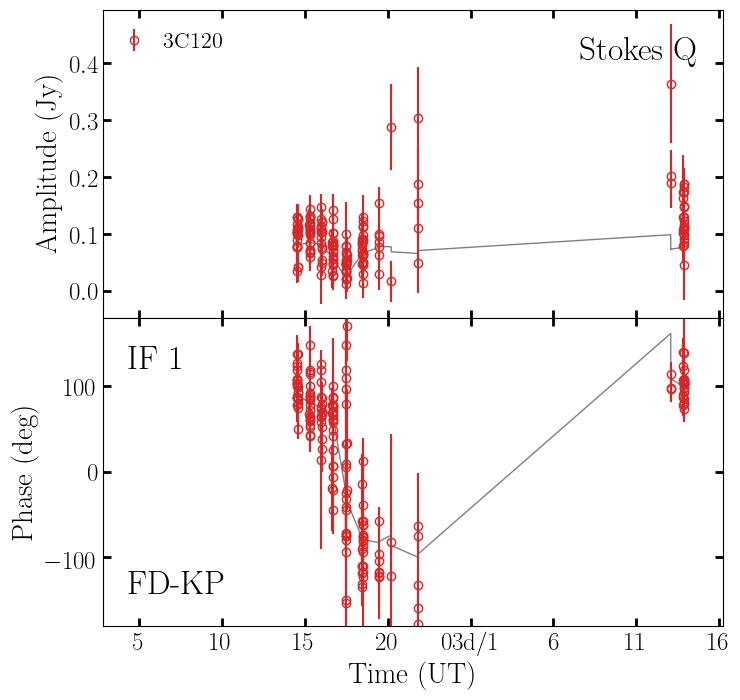 3C120
Stokes Q
Amplitude (Jy)
0.4
0.3
0.2
0.1
0.0
IF 1
Phase (deg)
100
0
−100
FD-KP
5 10 15 20 03d/1 6 11 16
Time (UT)